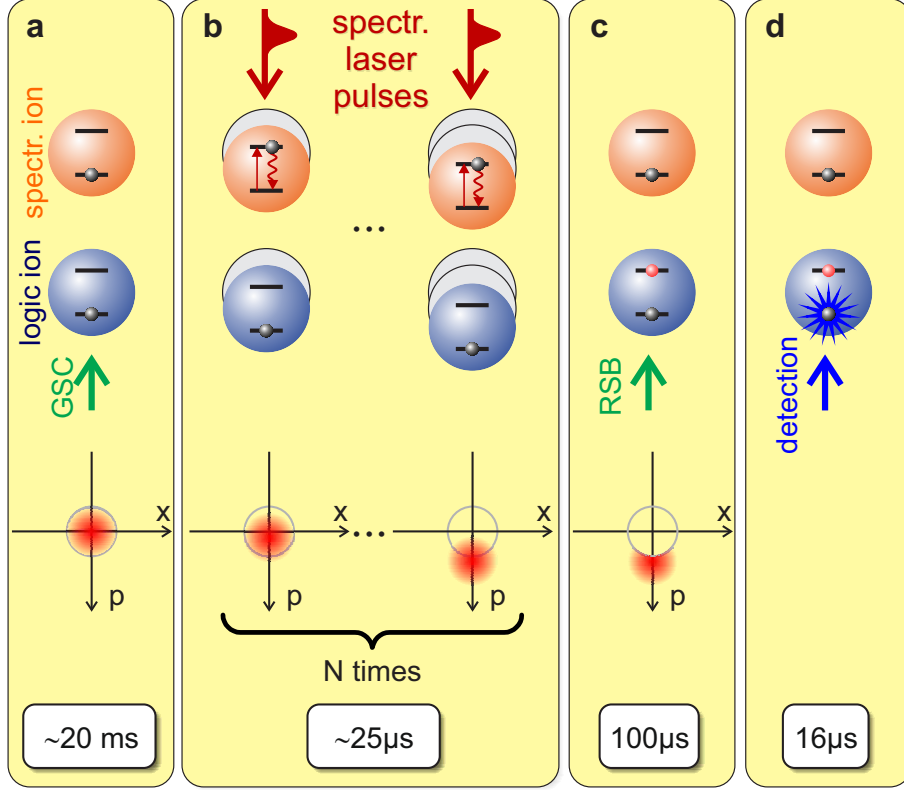 a
spectr. ion
logic ion
GSC
x
p
~20 ms
b
spectr.
laser
pulses
...
x
...
x
p
p
N times
~25µs
c
RSB
x
p
100µs
d
detection
16µs